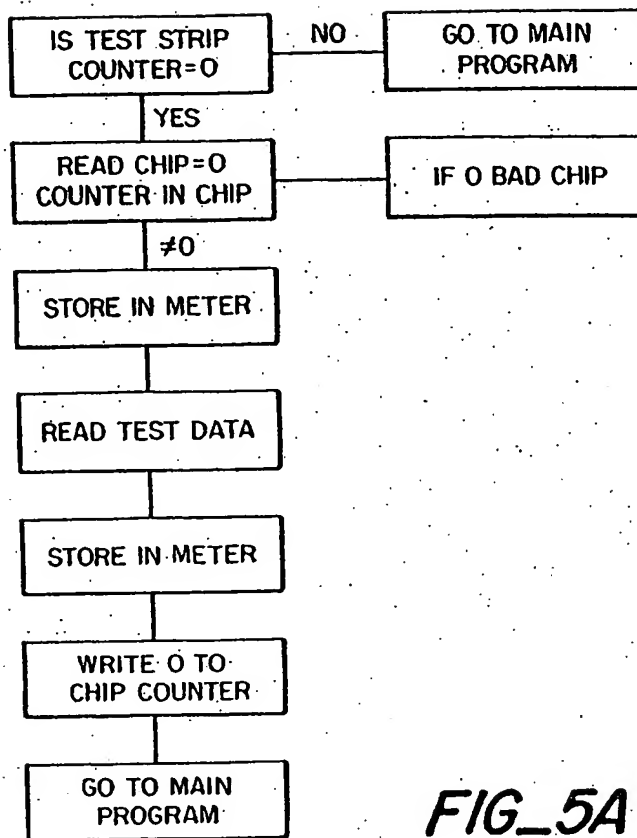 IS TEST STRIP
COUNTER=0
NO
GO TO MAIN
PROGRAM
YES
READ CHIP=0
COUNTER IN CHIP
IF 0 BAD CHIP
≠0
STORE IN METER
READ TEST DATA
STORE IN METER
WRITE 0 TO
CHIP COUNTER
GO TO MAIN
PROGRAM
FIG_5A